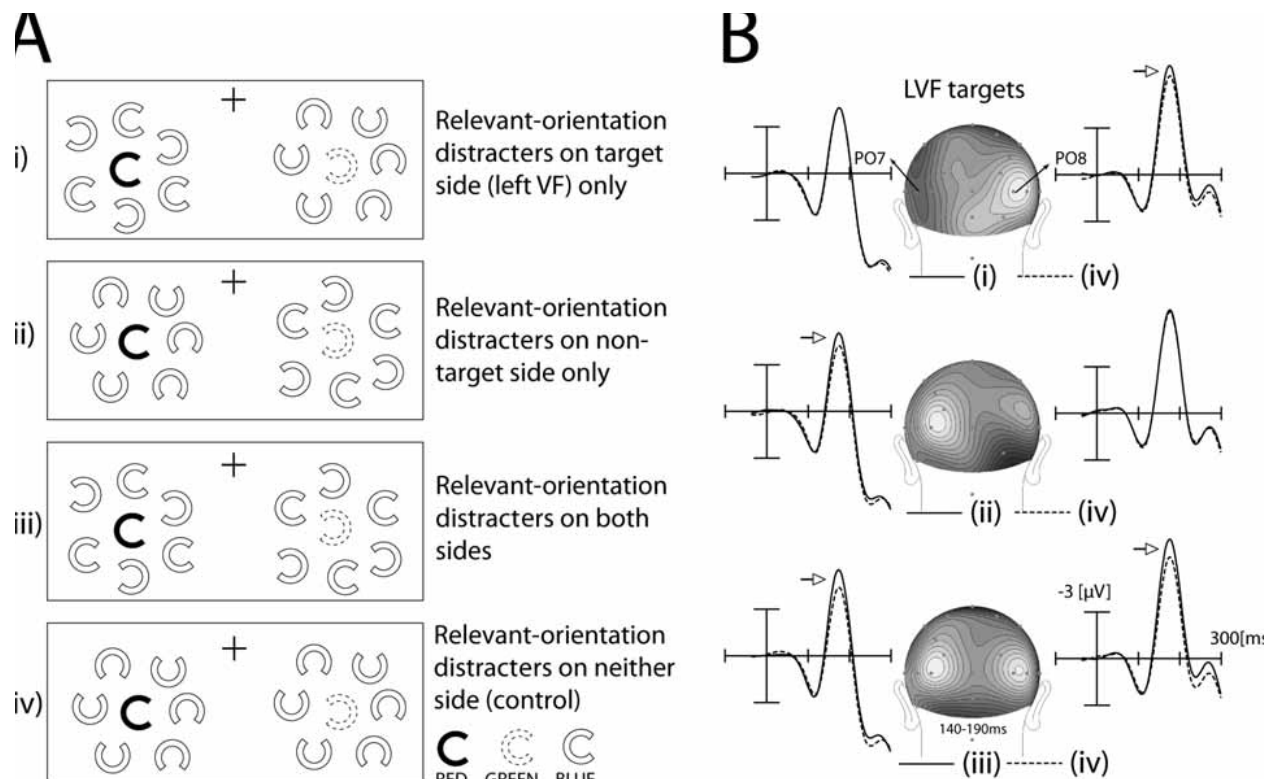 A
i)
Relevant-orientation
distracters on target
side (left VF) only
ii)
Relevant-orientation
distracters on non-
target side only
iii)
Relevant-orientation
distracters on both
sides
iv)
Relevant-orientation
distracters on neither
side (control)
RED GREEN BLUE
B
LVF targets
PO7
PO8
(i) (iv)
(ii) (iv)
-3 [µV]
300[ms
140-190ms
(iii) (iv)